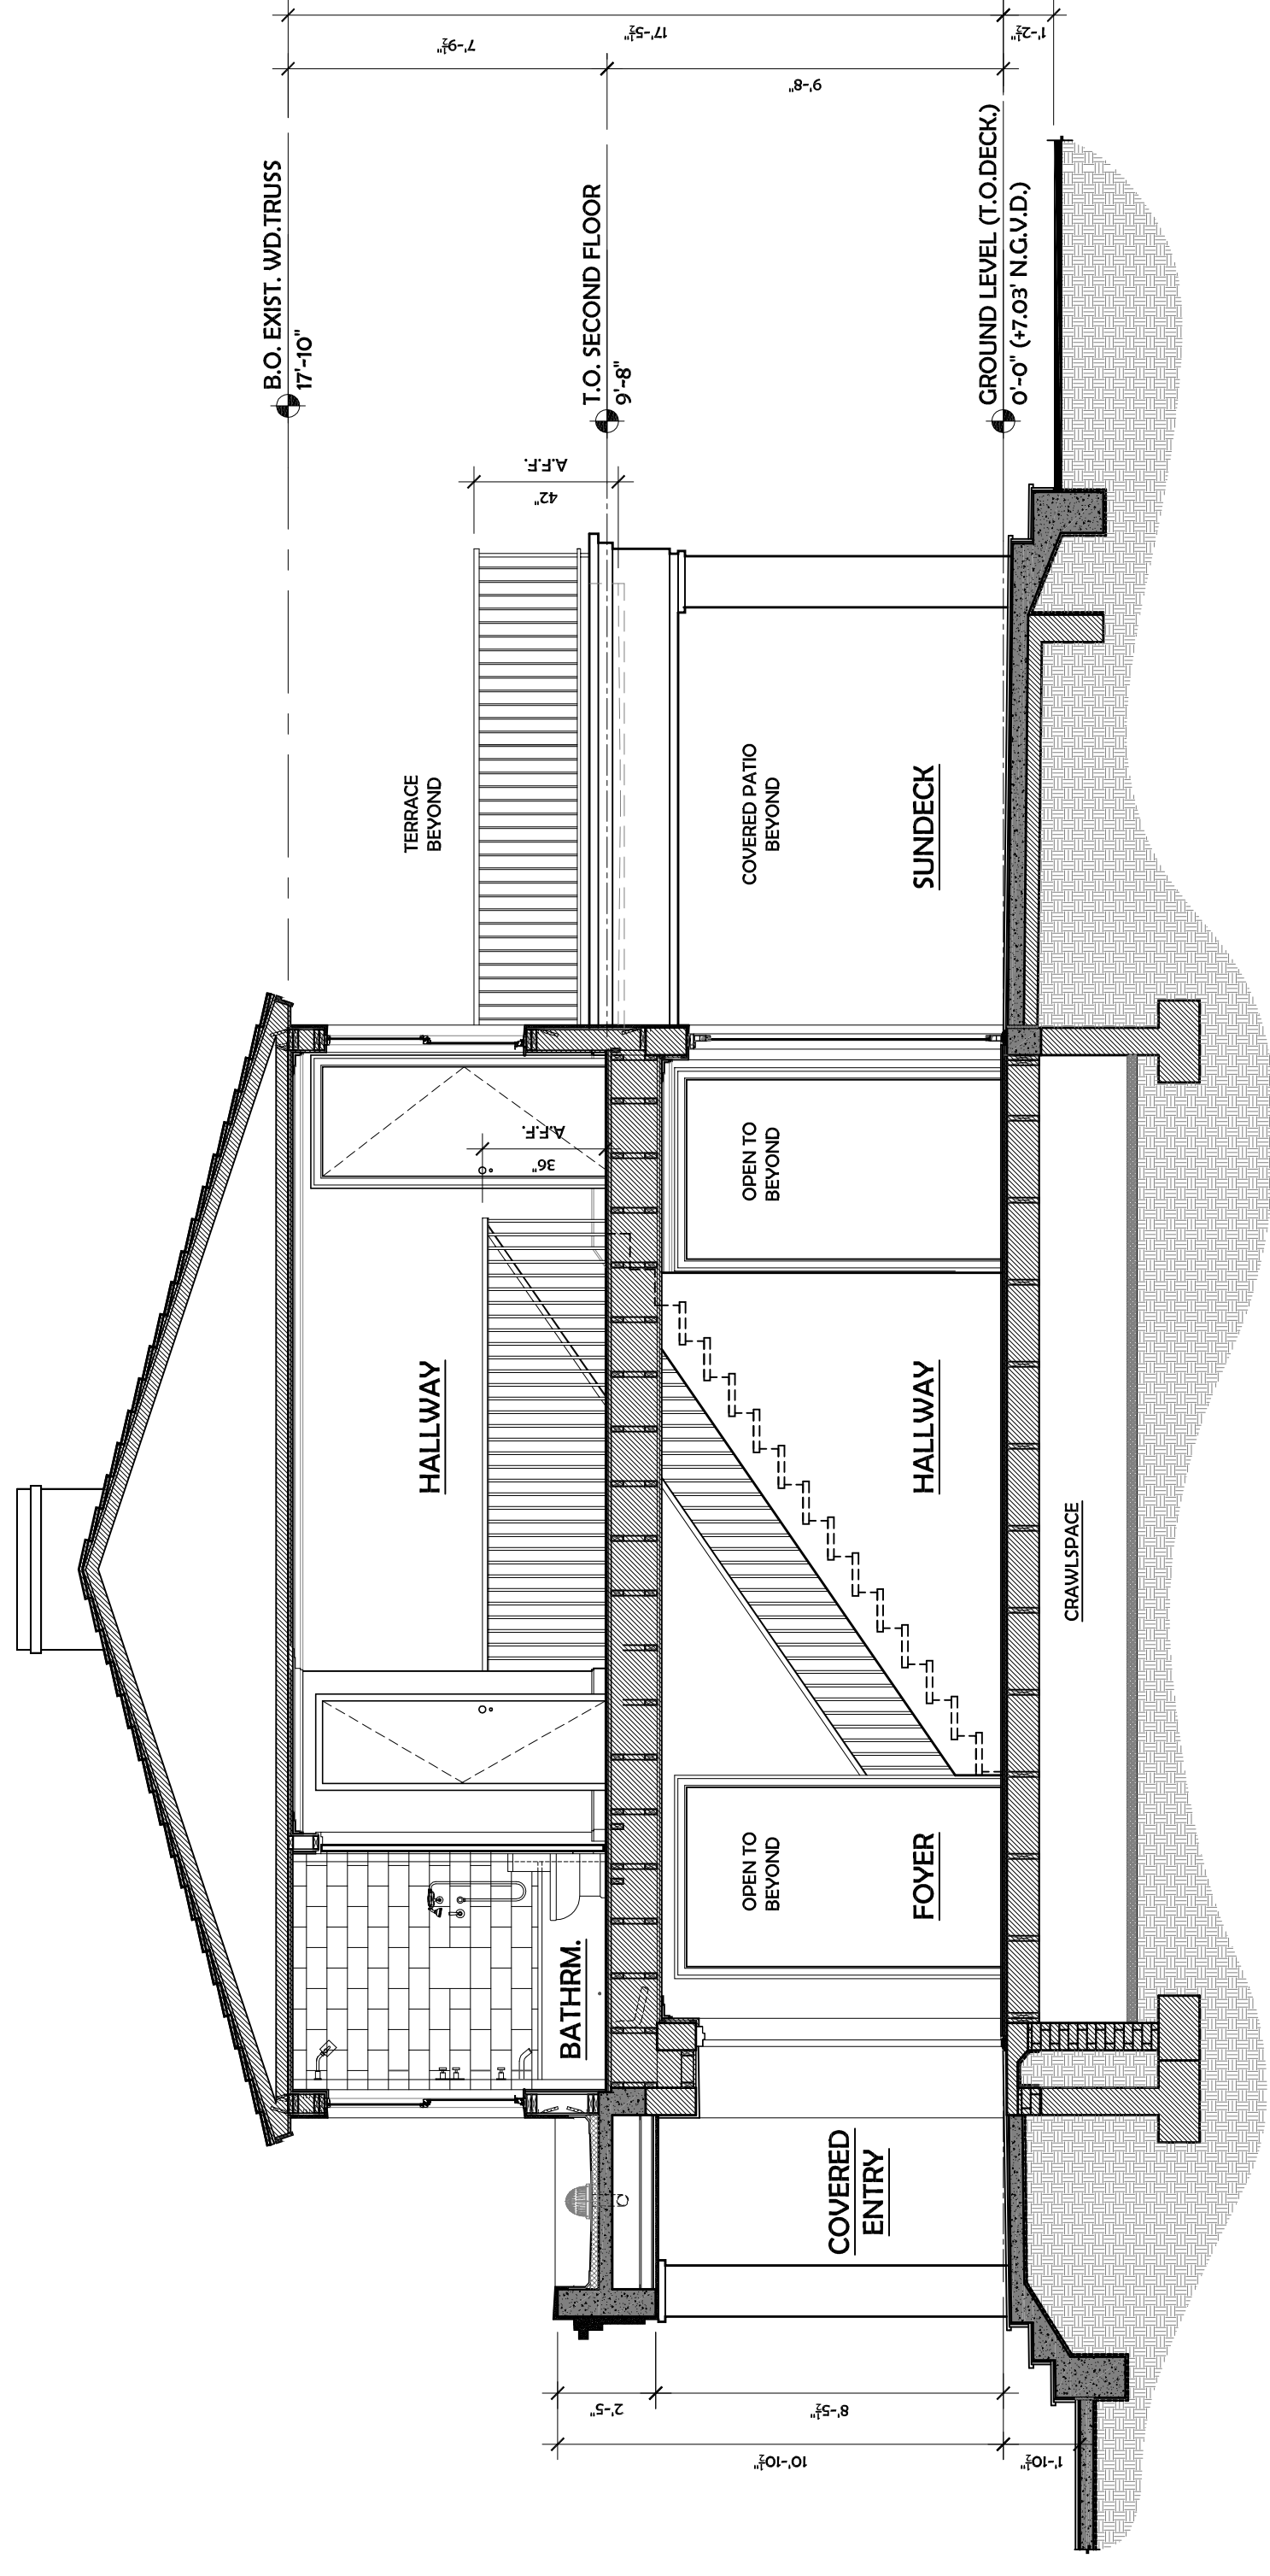 B.O. EXIST. WD.TRUSS
17'-10"
T.O. SECOND FLOOR
9'-8"
GROUND LEVEL (T.O.DECK.)
0'-0" (+7.03' N.G.V.D.)
7'-9½"
17'-5½"
9'-8"
1'-2½"
42"
A.F.F.
TERRACE
BEYOND
COVERED PATIO
BEYOND
SUNDECK
36"
A.F.F.
OPEN TO
BEYOND
HALLWAY
HALLWAY
CRAWLSPACE
OPEN TO
BEYOND
FOYER
BATHRM.
COVERED
ENTRY
2'-5"
8'-5½"
10'-10½"
1'-10½"